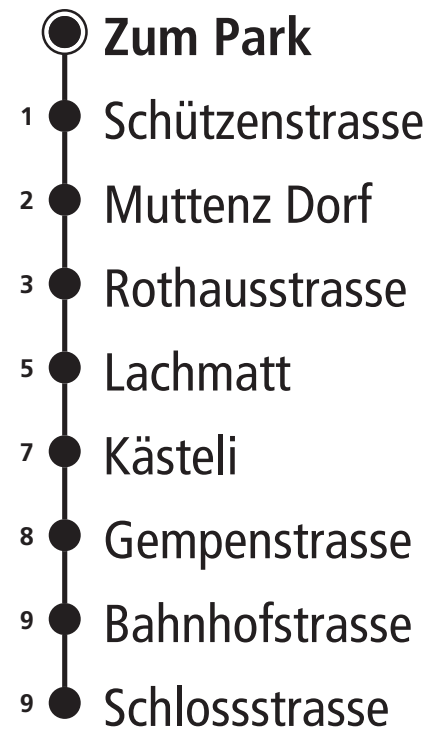 Zum Park
1 Schützenstrasse
2 Muttenz Dorf
3 Rothausstrasse
5 Lachmatt
7 Kästeli
8 Gempenstrasse
9 Bahnhofstrasse
9 Schlossstrasse